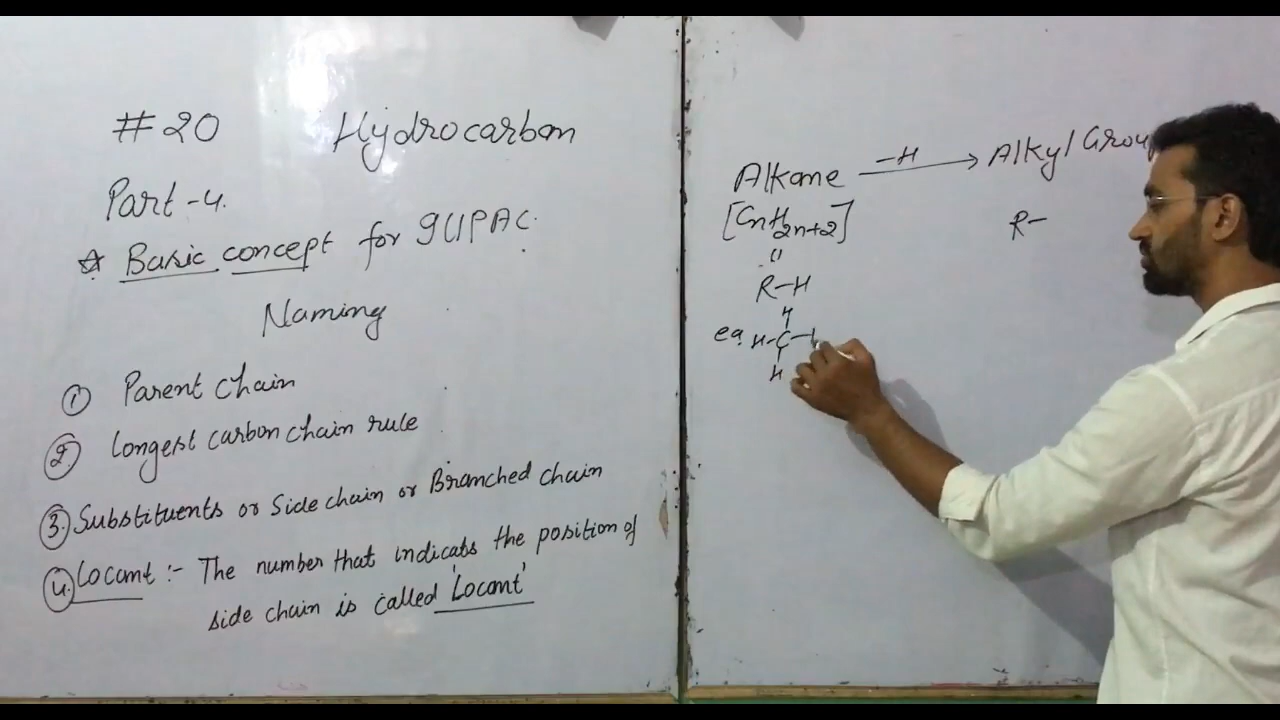 #20 Hydrocarbon
Part-4.
☆ Basic concept for IUPAC.
Naming
① Parent Chain
②. Longest carbon chain rule
③. Substituents or Side chain or Branched chain
④. Locant :- The number that indicats the position of
side chain is called 'Locant'
Alkane —H→ Alkyl Group
[CnH2n+2]
R-H
R-
eg. H-C-
H
H